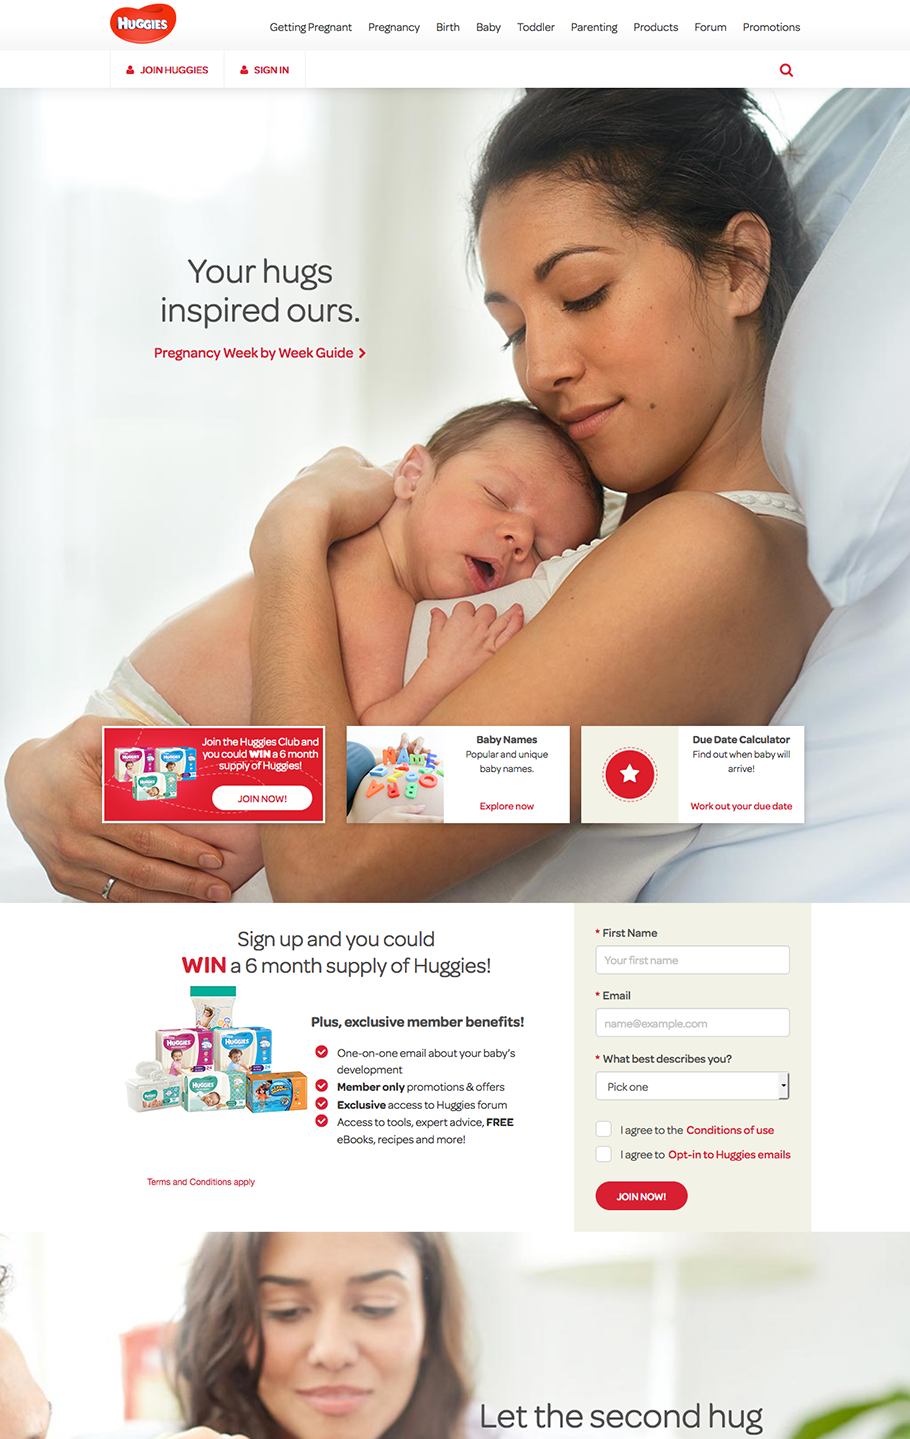 HUGGIES
Getting Pregnant Pregnancy Birth Baby Toddler Parenting Products Forum Promotions
JOIN HUGGIES SIGN IN
Your hugs
inspired ours.
Pregnancy Week by Week Guide
Join the Huggies Club and
you could WIN a 6 month
supply of Huggies!
JOIN NOW!
Baby Names
Popular and unique
baby names.
Explore now
Due Date Calculator
Find out when baby will
arrive!
Work out your due date
Sign up and you could
WIN a 6 month supply of Huggies!
Plus, exclusive member benefits!
One-on-one email about your baby's
development
Member only promotions & offers
Exclusive access to Huggies forum
Access to tools, expert advice, FREE
eBooks, recipes and more!
Terms and Conditions apply
* First Name
Your first name
* Email
name@example.com
* What best describes you?
Pick one
I agree to the Conditions of use
I agree to Opt-in to Huggies emails
JOIN NOW!
Let the second hug